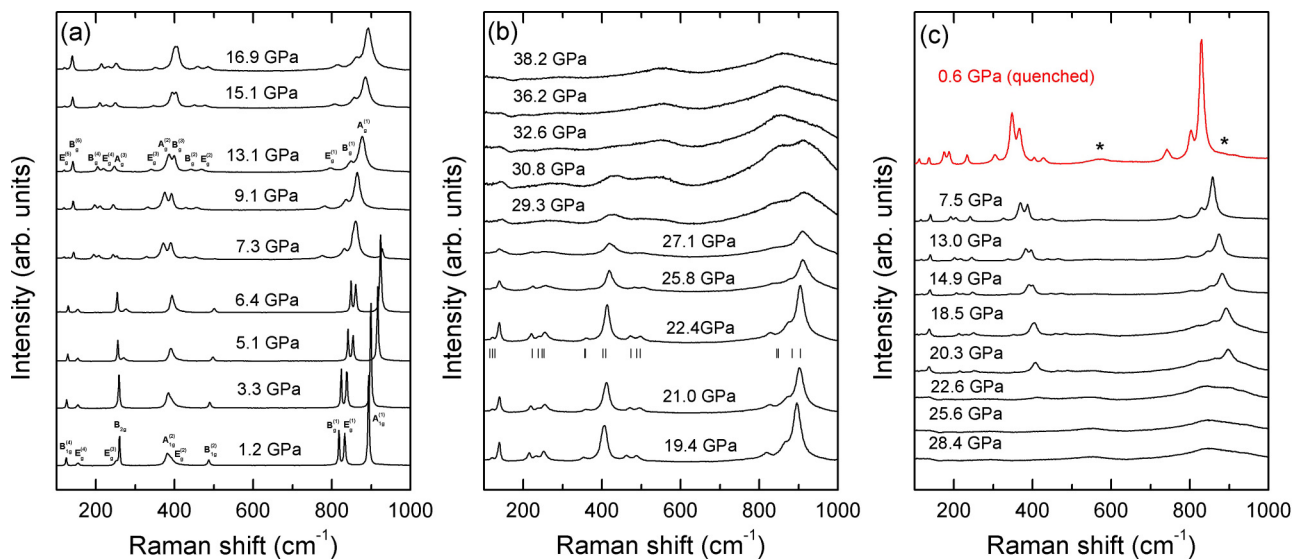 (a)
16.9 GPa
15.1 GPa
A_g^(1)
13.1 GPa
E_g^(5) B_g^(5) B_g^(4) E_g^(4) A_g^(3) E_g^(3) A_g^(2) B_g^(3) B_g^(2) E_g^(2) E_g^(1) B_g^(1)
9.1 GPa
7.3 GPa
6.4 GPa
5.1 GPa
3.3 GPa
B_1g^(4) E_g^(4) E_g^(3) B_2g A_1g^(2) E_g^(2) B_1g^(2) B_g^(1) E_g^(1) A_1g^(1)
1.2 GPa
200 400 600 800 1000
Raman shift (cm⁻¹)
Intensity (arb. units)
(b)
38.2 GPa
36.2 GPa
32.6 GPa
30.8 GPa
29.3 GPa
27.1 GPa
25.8 GPa
22.4GPa
21.0 GPa
19.4 GPa
200 400 600 800 1000
Raman shift (cm⁻¹)
Intensity (arb. units)
(c)
0.6 GPa (quenched)
* *
7.5 GPa
13.0 GPa
14.9 GPa
18.5 GPa
20.3 GPa
22.6 GPa
25.6 GPa
28.4 GPa
200 400 600 800 1000
Raman shift (cm⁻¹)
Intensity (arb. units)